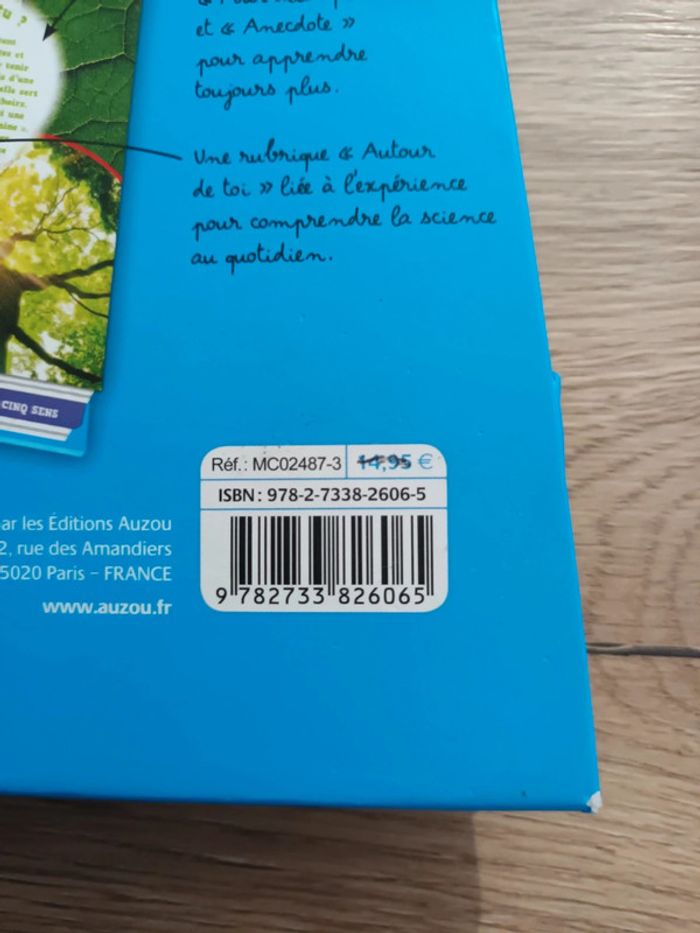 tu ?
et « Anecdote »
pour apprendre
toujours plus.
Une rubrique « Autour
de toi » liée à l'expérience
pour comprendre la science
au quotidien.
CINQ SENS
Réf.: MC02487-3 14,95 €
ISBN : 978-2-7338-2606-5
9 782733 826065
ar les Éditions Auzou
2, rue des Amandiers
5020 Paris – FRANCE
www.auzou.fr